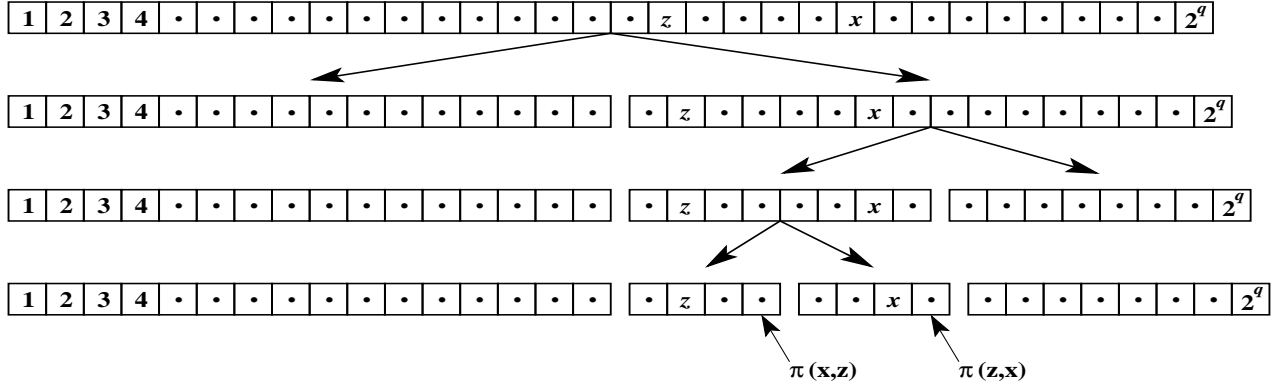 1 2 3 4 • • • • • • • • • • • • • z • • • • x • • • • • • • • 2^q
1 2 3 4 • • • • • • • • • • • • • z • • • • x • • • • • • • • 2^q
1 2 3 4 • • • • • • • • • • • • • z • • • • x • • • • • • • • 2^q
1 2 3 4 • • • • • • • • • • • • • z • • • • x • • • • • • • • 2^q
π (x,z) π (z,x)